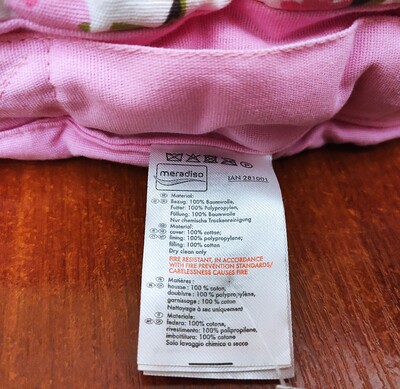 meradiso
IAN 281001
Material:
Bezug: 100% Baumwolle,
Futter: 100% Polypropylen,
Füllung: 100% Baumwolle
Nur chemische Trockenreinigung
Material:
cover: 100% cotton;
lining: 100% polypropylene;
filling: 100% cotton
Dry clean only
FIRE RESISTANT, IN ACCORDANCE
WITH FIRE PREVENTION STANDARDS/
CARELESSNESS CAUSES FIRE
Matières :
housse : 100 % coton,
doublure : 100 % polypropylène,
garnissage : 100 % coton
Nettoyage à sec uniquement
Materiale:
federa: 100% cotone,
rivestimento: 100% polipropilene,
imbottitura: 100% cotone
Solo lavaggio chimico a secco